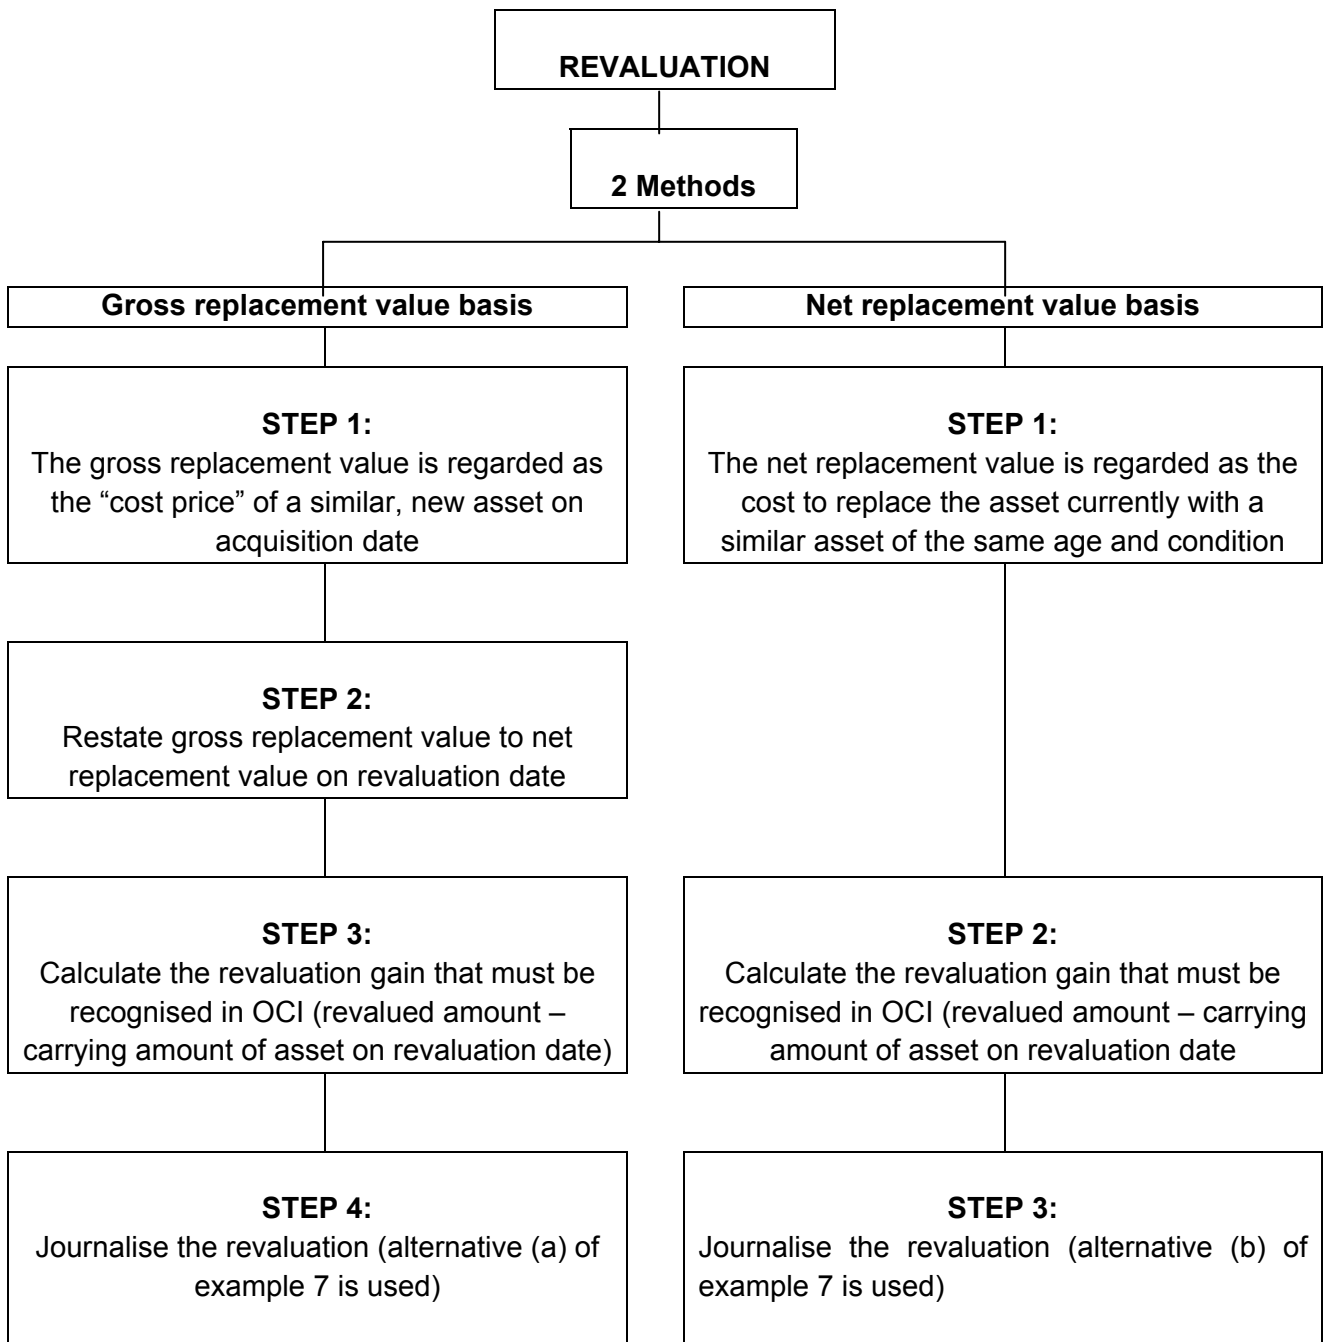 REVALUATION
2 Methods
Gross replacement value basis
STEP 1:
The gross replacement value is regarded as
the “cost price” of a similar, new asset on
acquisition date
STEP 2:
Restate gross replacement value to net
replacement value on revaluation date
STEP 3:
Calculate the revaluation gain that must be
recognised in OCI (revalued amount –
carrying amount of asset on revaluation date)
STEP 4:
Journalise the revaluation (alternative (a) of
example 7 is used)
Net replacement value basis
STEP 1:
The net replacement value is regarded as the
cost to replace the asset currently with a
similar asset of the same age and condition
STEP 2:
Calculate the revaluation gain that must be
recognised in OCI (revalued amount – carrying
amount of asset on revaluation date
STEP 3:
Journalise the revaluation (alternative (b) of
example 7 is used)